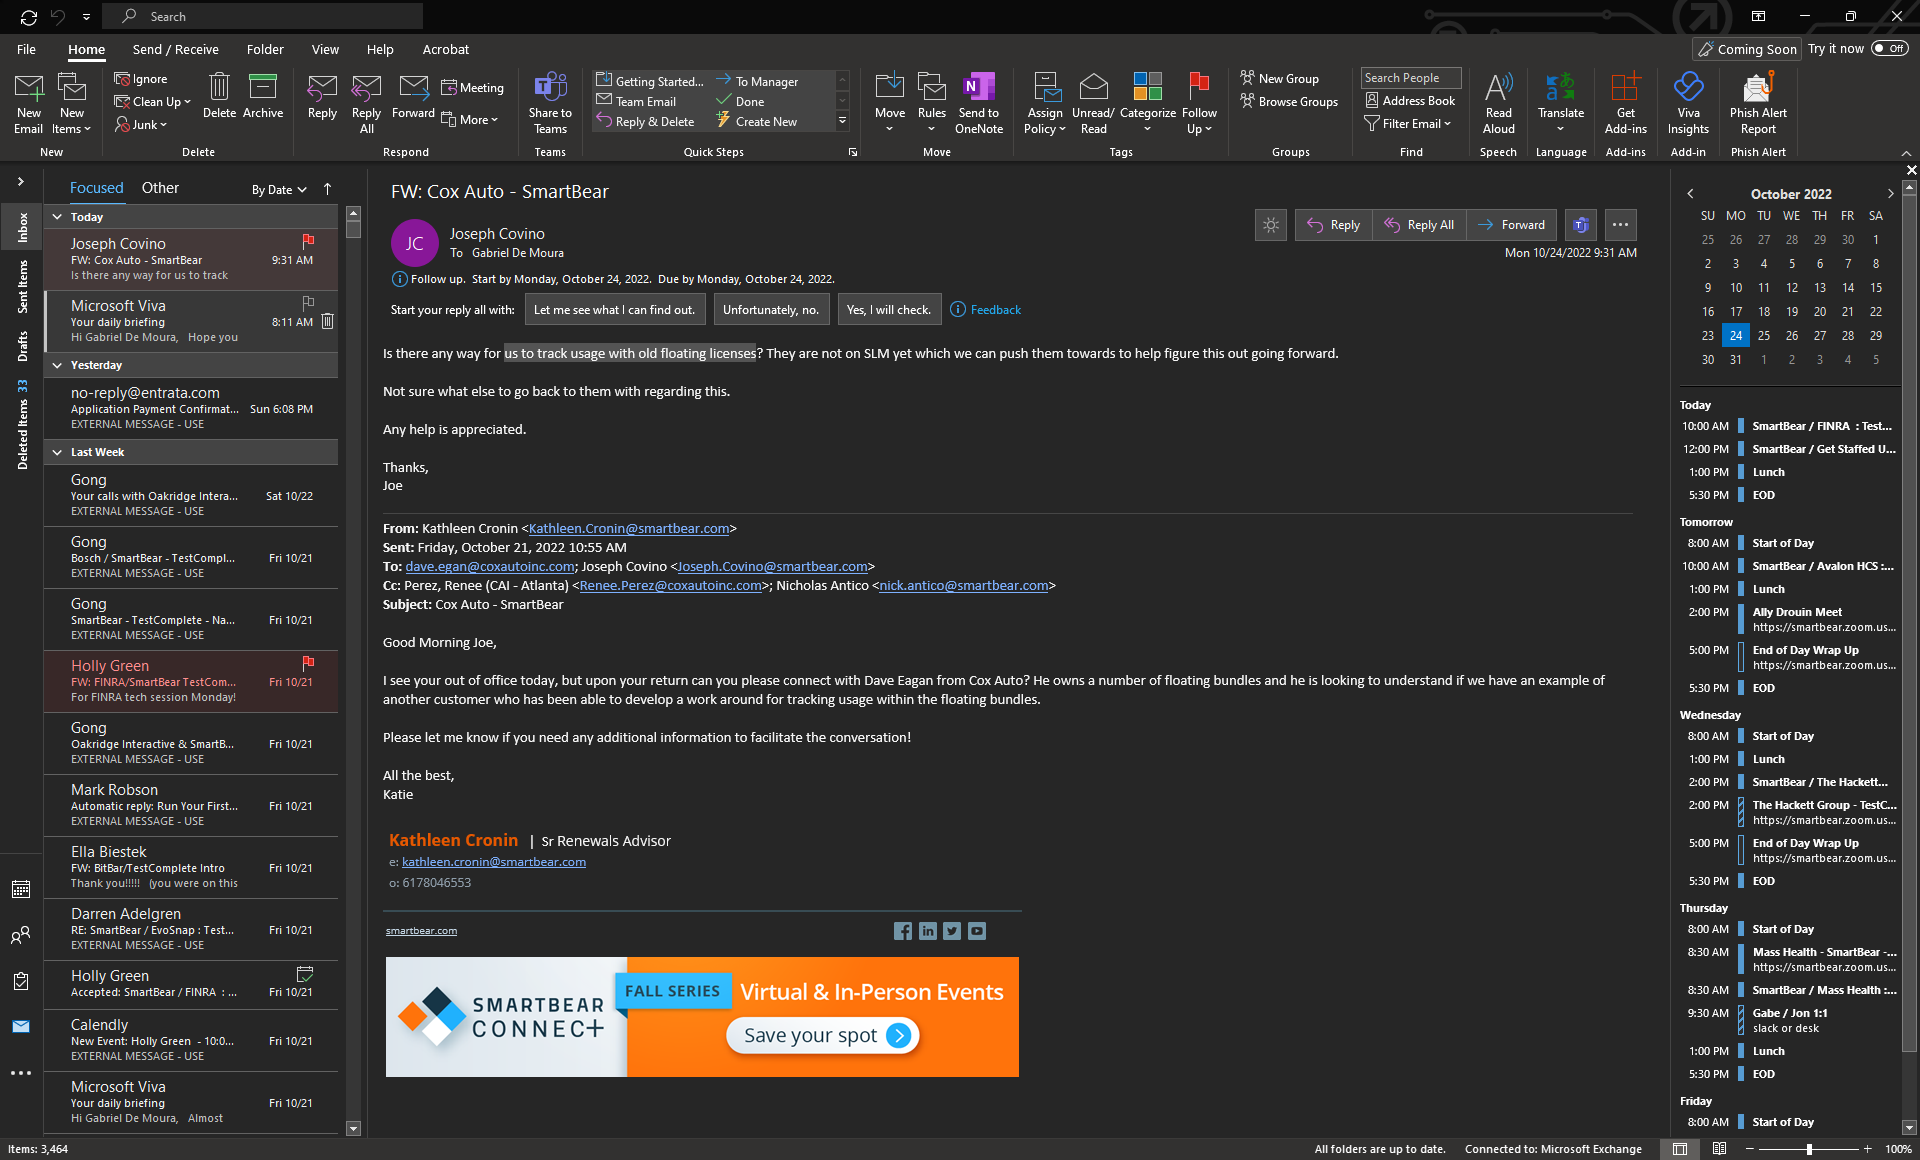 Search
File
Home
Send / Receive
Folder
View
Help
Acrobat
Coming Soon
Try it now
Off
New
Email
New
Items
New
Ignore
Clean Up
Junk
Delete
Archive
Delete
Reply
Reply
All
Forward
Meeting
More
Respond
Share to
Teams
Teams
Getting Started...
Team Email
Reply & Delete
To Manager
Done
Create New
Quick Steps
Move
Rules
Send to
OneNote
Move
Assign
Policy
Unread/
Read
Categorize
Follow
Up
Tags
New Group
Browse Groups
Groups
Search People
Address Book
Filter Email
Find
Read
Aloud
Speech
Translate
Language
Get
Add-ins
Add-ins
Viva
Insights
Add-in
Phish Alert
Report
Phish Alert
Inbox
Sent Items
Drafts
Deleted Items 33
Focused
Other
By Date
Today
Joseph Covino
FW: Cox Auto - SmartBear 9:31 AM
Is there any way for us to track
Microsoft Viva
Your daily briefing 8:11 AM
Hi Gabriel De Moura, Hope you
Yesterday
no-reply@entrata.com
Application Payment Confirmat... Sun 6:08 PM
EXTERNAL MESSAGE - USE
Last Week
Gong
Your calls with Oakridge Intera... Sat 10/22
EXTERNAL MESSAGE - USE
Gong
Bosch / SmartBear - TestCompl... Fri 10/21
EXTERNAL MESSAGE - USE
Gong
SmartBear - TestComplete - Na... Fri 10/21
EXTERNAL MESSAGE - USE
Holly Green
FW: FINRA/SmartBear TestCom... Fri 10/21
For FINRA tech session Monday!
Gong
Oakridge Interactive & SmartB... Fri 10/21
EXTERNAL MESSAGE - USE
Mark Robson
Automatic reply: Run Your First... Fri 10/21
EXTERNAL MESSAGE - USE
Ella Biestek
FW: BitBar/TestComplete Intro Fri 10/21
Thank you!!!!! (you were on this
Darren Adelgren
RE: SmartBear / EvoSnap : Test... Fri 10/21
EXTERNAL MESSAGE - USE
Holly Green
Accepted: SmartBear / FINRA : ... Fri 10/21
Calendly
New Event: Holly Green - 10:0... Fri 10/21
EXTERNAL MESSAGE - USE
Microsoft Viva
Your daily briefing Fri 10/21
Hi Gabriel De Moura, Almost
FW: Cox Auto - SmartBear
JC
Joseph Covino
To Gabriel De Moura
Reply
Reply All
Forward
Mon 10/24/2022 9:31 AM
Follow up. Start by Monday, October 24, 2022. Due by Monday, October 24, 2022.
Start your reply all with:
Let me see what I can find out.
Unfortunately, no.
Yes, I will check.
Feedback
Is there any way for us to track usage with old floating licenses? They are not on SLM yet which we can push them towards to help figure this out going forward.
Not sure what else to go back to them with regarding this.
Any help is appreciated.
Thanks,
Joe
From: Kathleen Cronin <Kathleen.Cronin@smartbear.com>
Sent: Friday, October 21, 2022 10:55 AM
To: dave.egan@coxautoinc.com; Joseph Covino <Joseph.Covino@smartbear.com>
Cc: Perez, Renee (CAI - Atlanta) <Renee.Perez@coxautoinc.com>; Nicholas Antico <nick.antico@smartbear.com>
Subject: Cox Auto - SmartBear
Good Morning Joe,
I see your out of office today, but upon your return can you please connect with Dave Eagan from Cox Auto? He owns a number of floating bundles and he is looking to understand if we have an example of
another customer who has been able to develop a work around for tracking usage within the floating bundles.
Please let me know if you need any additional information to facilitate the conversation!
All the best,
Katie
Kathleen Cronin | Sr Renewals Advisor
e: kathleen.cronin@smartbear.com
o: 6178046553
smartbear.com
SMARTBEAR
CONNECT
FALL SERIES
Virtual & In-Person Events
Save your spot
October 2022
SU MO TU WE TH FR SA
25 26 27 28 29 30 1
2 3 4 5 6 7 8
9 10 11 12 13 14 15
16 17 18 19 20 21 22
23 24 25 26 27 28 29
30 31 1 2 3 4 5
Today
10:00 AM SmartBear / FINRA : Test...
12:00 PM SmartBear / Get Staffed U...
1:00 PM Lunch
5:30 PM EOD
Tomorrow
8:00 AM Start of Day
10:00 AM SmartBear / Avalon HCS :...
1:00 PM Lunch
2:00 PM Ally Drouin Meet
https://smartbear.zoom.us...
5:00 PM End of Day Wrap Up
https://smartbear.zoom.us...
5:30 PM EOD
Wednesday
8:00 AM Start of Day
1:00 PM Lunch
2:00 PM SmartBear / The Hackett...
2:00 PM The Hackett Group - TestC...
https://smartbear.zoom.us...
5:00 PM End of Day Wrap Up
https://smartbear.zoom.us...
5:30 PM EOD
Thursday
8:00 AM Start of Day
8:30 AM Mass Health - SmartBear -...
https://smartbear.zoom.us...
8:30 AM SmartBear / Mass Health :...
9:30 AM Gabe / Jon 1:1
slack or desk
1:00 PM Lunch
5:30 PM EOD
Friday
8:00 AM Start of Day
Items: 3,464
All folders are up to date.
Connected to: Microsoft Exchange
100%